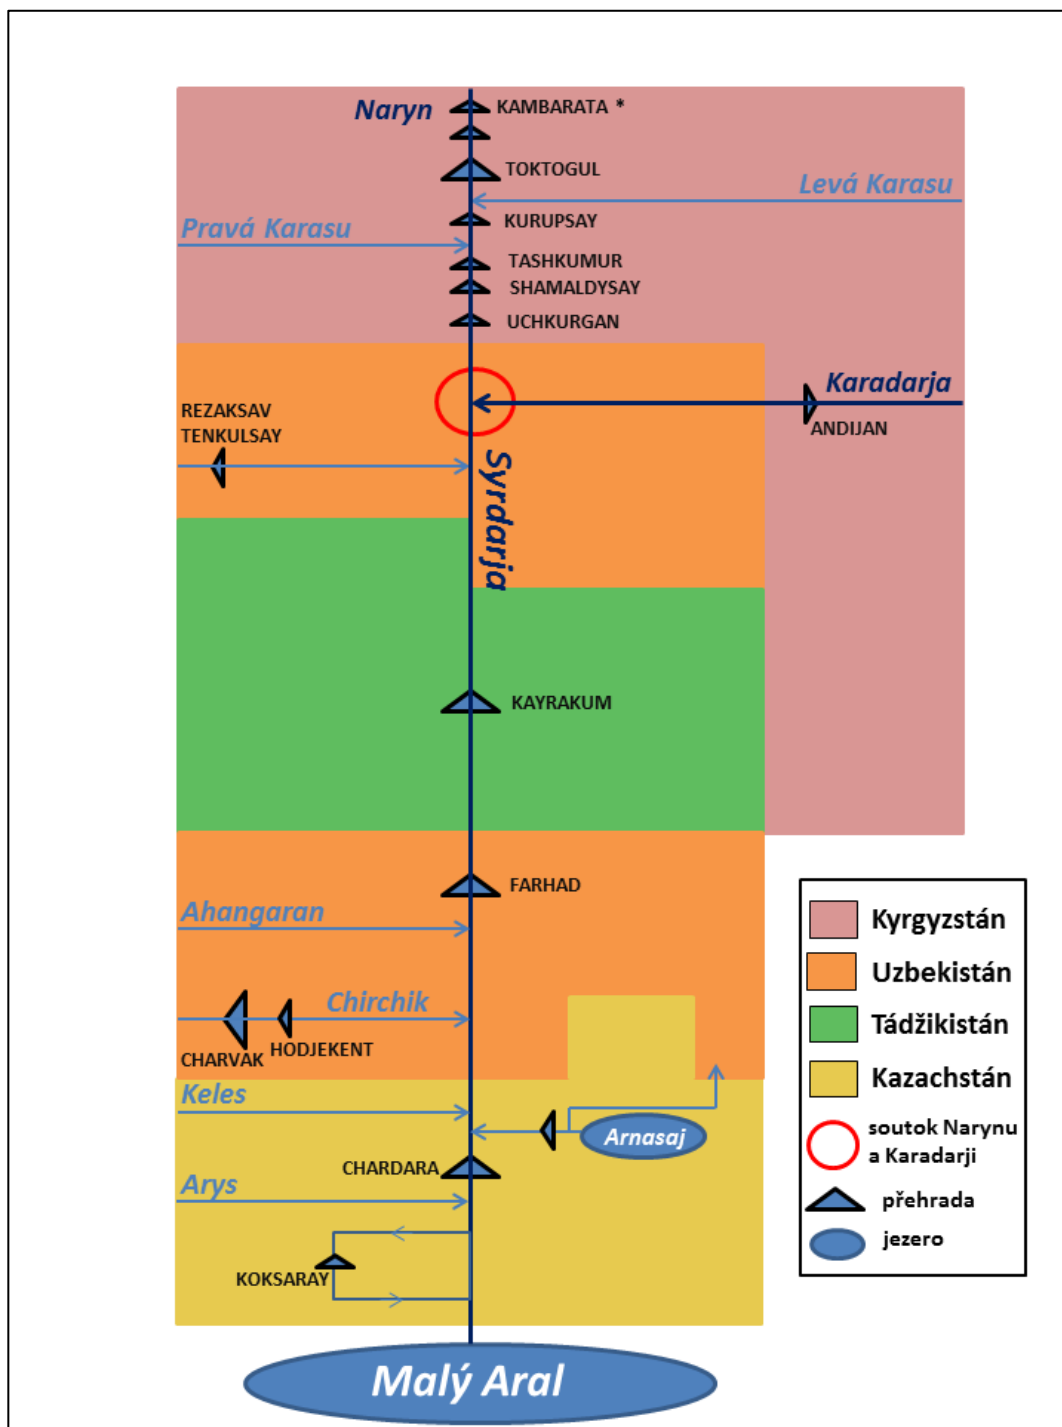 Naryn
KAMBARATA *
TOKTOGUL
Levá Karasu
Pravá Karasu
KURUPSAY
TASHKUMUR
SHAMALDYSAY
UCHKURGAN
Karadarja
REZAKSAV
TENKULSAY
ANDIJAN
Syrdarja
KAYRAKUM
FARHAD
Ahangaran
Chirchik
CHARVAK
HODJEKENT
Keles
Arnasaj
CHARDARA
Arys
KOKSARAY
Malý Aral
Kyrgyzstán
Uzbekistán
Tádžikistán
Kazachstán
soutok Narynu
a Karadarji
přehrada
jezero